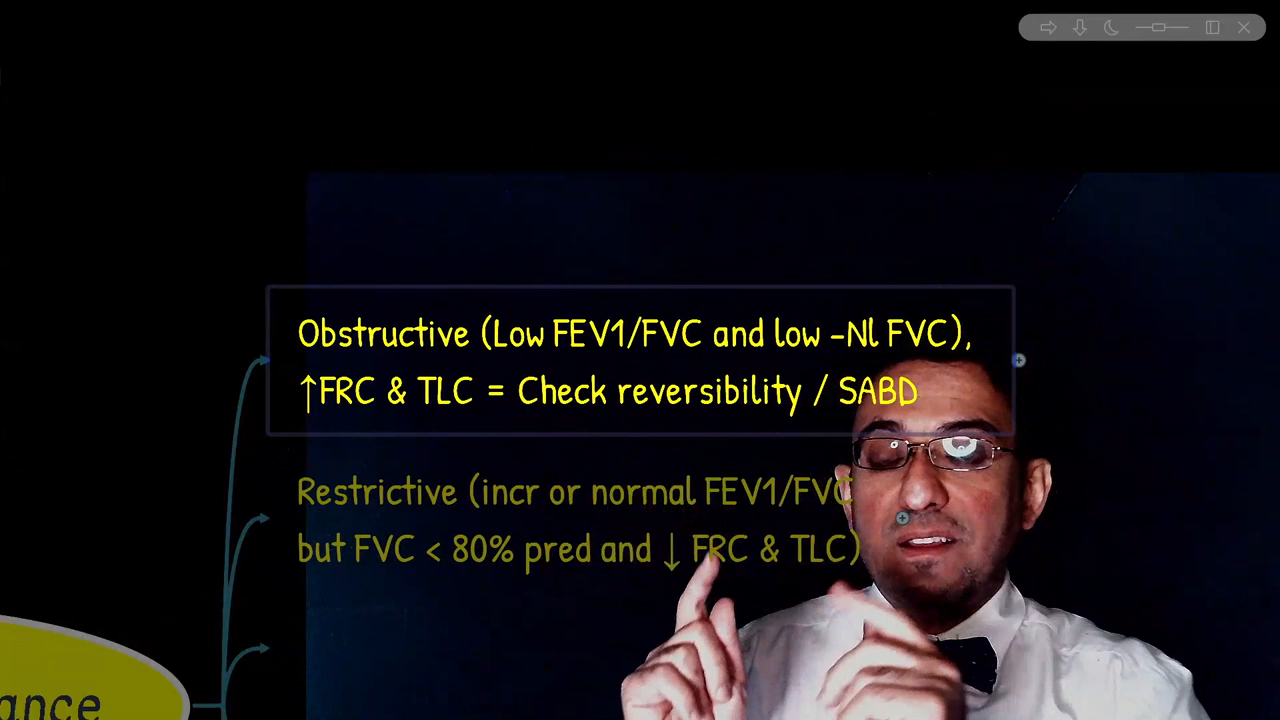 Obstructive (Low FEV1/FVC and low -Nl FVC),
↑FRC & TLC = Check reversibility / SABD
Restrictive (incr or normal FEV1/FVC
but FVC < 80% pred and ↓ FRC & TLC)
ance